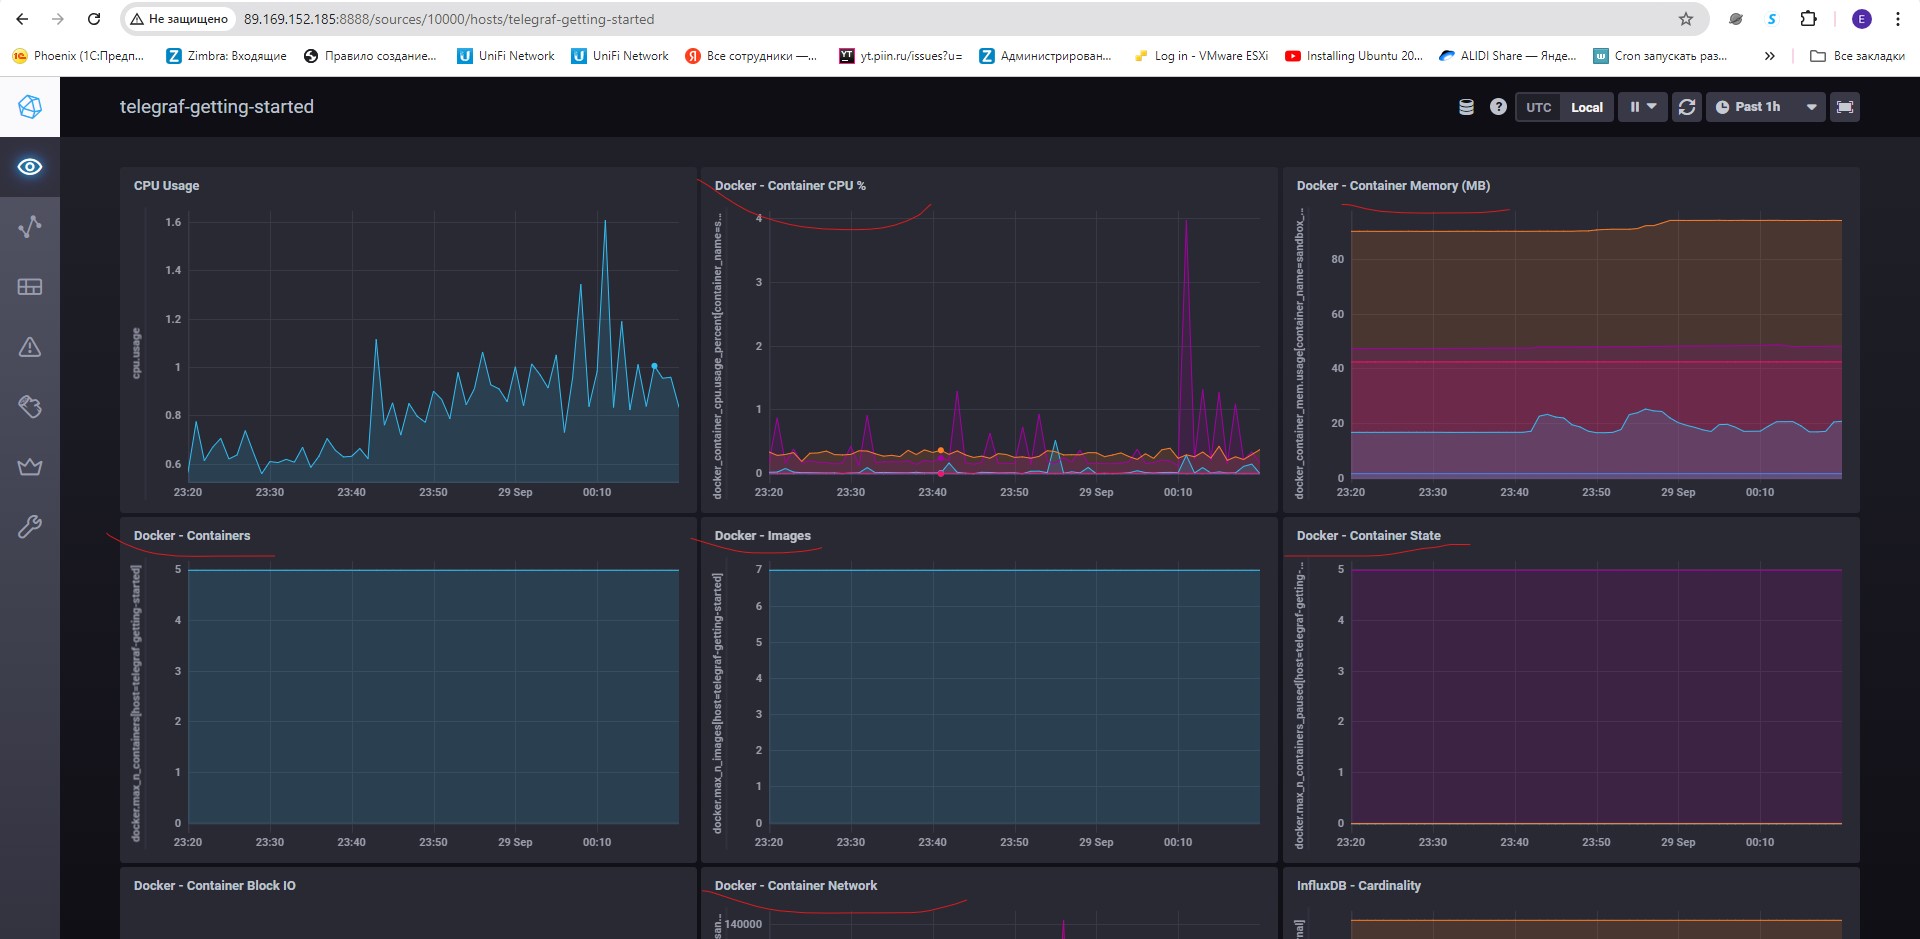 Не защищено
89.169.152.185:8888/sources/10000/hosts/telegraf-getting-started
E
Phoenix (1С:Предп...
Zimbra: Входящие
Правило создание...
UniFi Network
UniFi Network
Все сотрудники —...
yt.piin.ru/issues?u=
Администрирован...
Log in - VMware ESXi
Installing Ubuntu 20...
ALIDI Share — Янде...
Cron запускать раз...
Все закладки
telegraf-getting-started
UTC
Local
Past 1h
CPU Usage
cpu.usage
1.6
1.4
1.2
1
0.8
0.6
23:20 23:30 23:40 23:50 29 Sep 00:10
Docker - Container CPU %
docker_container_cpu.usage_percent[container_name=s...
4
3
2
1
0
23:20 23:30 23:40 23:50 29 Sep 00:10
Docker - Container Memory (MB)
docker_container_mem.usage[container_name=sandbox_...
80
60
40
20
0
23:20 23:30 23:40 23:50 29 Sep 00:10
Docker - Containers
docker.max_n_containers[host=telegraf-getting-started]
5
4
3
2
1
0
23:20 23:30 23:40 23:50 29 Sep 00:10
Docker - Images
docker.max_n_images[host=telegraf-getting-started]
7
6
5
4
3
2
1
0
23:20 23:30 23:40 23:50 29 Sep 00:10
Docker - Container State
docker.max_n_containers_paused[host=telegraf-getting-...
5
4
3
2
1
0
23:20 23:30 23:40 23:50 29 Sep 00:10
Docker - Container Block IO
Docker - Container Network
140000
InfluxDB - Cardinality